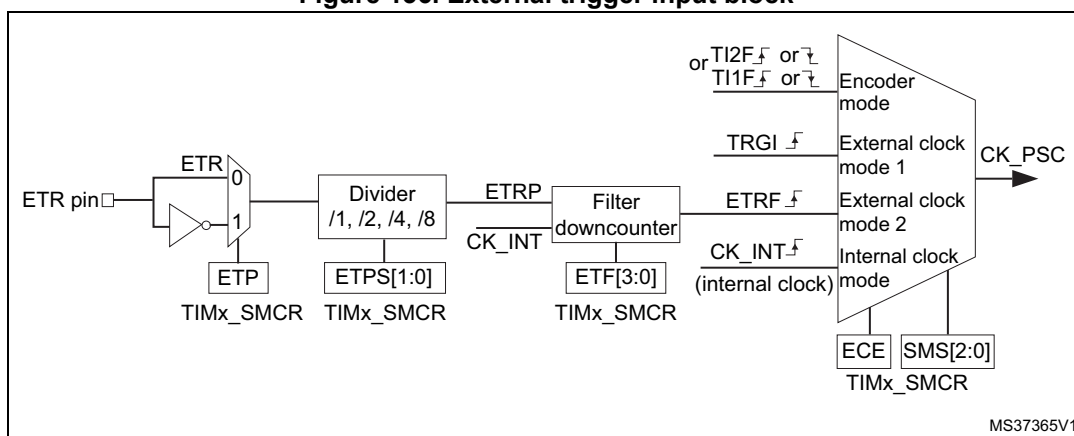 Figure External trigger input block
or TI2F or
TI1F or
Encoder
mode
TRGI
External clock
mode 1
CK_PSC
ETR
0
ETR pin
1
Divider
/1, /2, /4, /8
ETRP
CK_INT
Filter
downcounter
ETRF
External clock
mode 2
CK_INT
(internal clock)
Internal clock
mode
ETP
TIMx_SMCR
ETPS[1:0]
TIMx_SMCR
ETF[3:0]
TIMx_SMCR
ECE
SMS[2:0]
TIMx_SMCR
MS37365V1